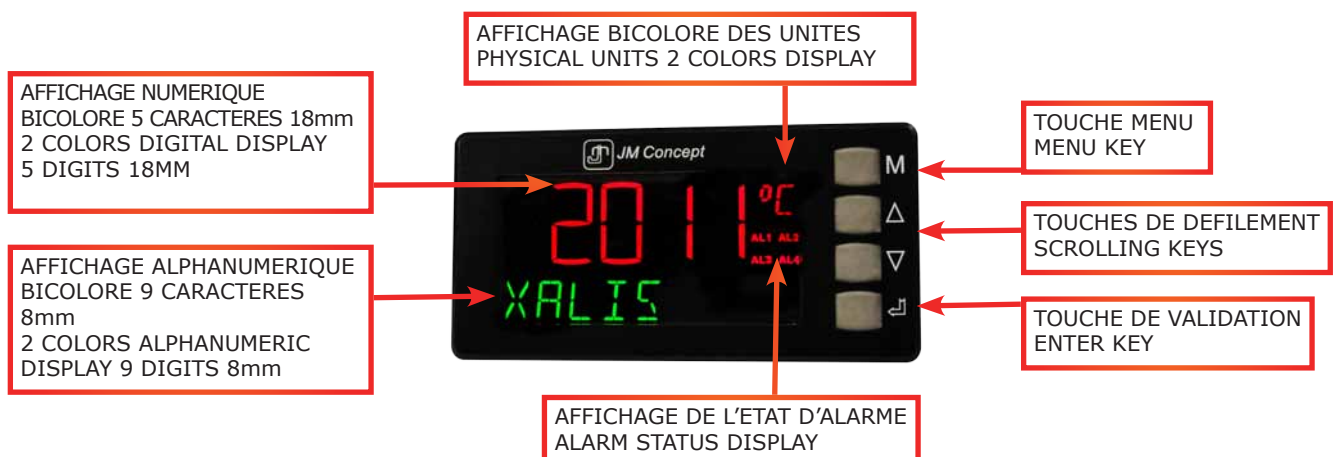 AFFICHAGE BICOLORE DES UNITES
PHYSICAL UNITS 2 COLORS DISPLAY
AFFICHAGE NUMERIQUE
BICOLORE 5 CARACTERES 18mm
2 COLORS DIGITAL DISPLAY
5 DIGITS 18MM
AFFICHAGE ALPHANUMERIQUE
BICOLORE 9 CARACTERES
8mm
2 COLORS ALPHANUMERIC
DISPLAY 9 DIGITS 8mm
JM Concept
2011 °C
AL1 AL2
AL3 AL4
XALIS
M
TOUCHE MENU
MENU KEY
TOUCHES DE DEFILEMENT
SCROLLING KEYS
TOUCHE DE VALIDATION
ENTER KEY
AFFICHAGE DE L'ETAT D'ALARME
ALARM STATUS DISPLAY